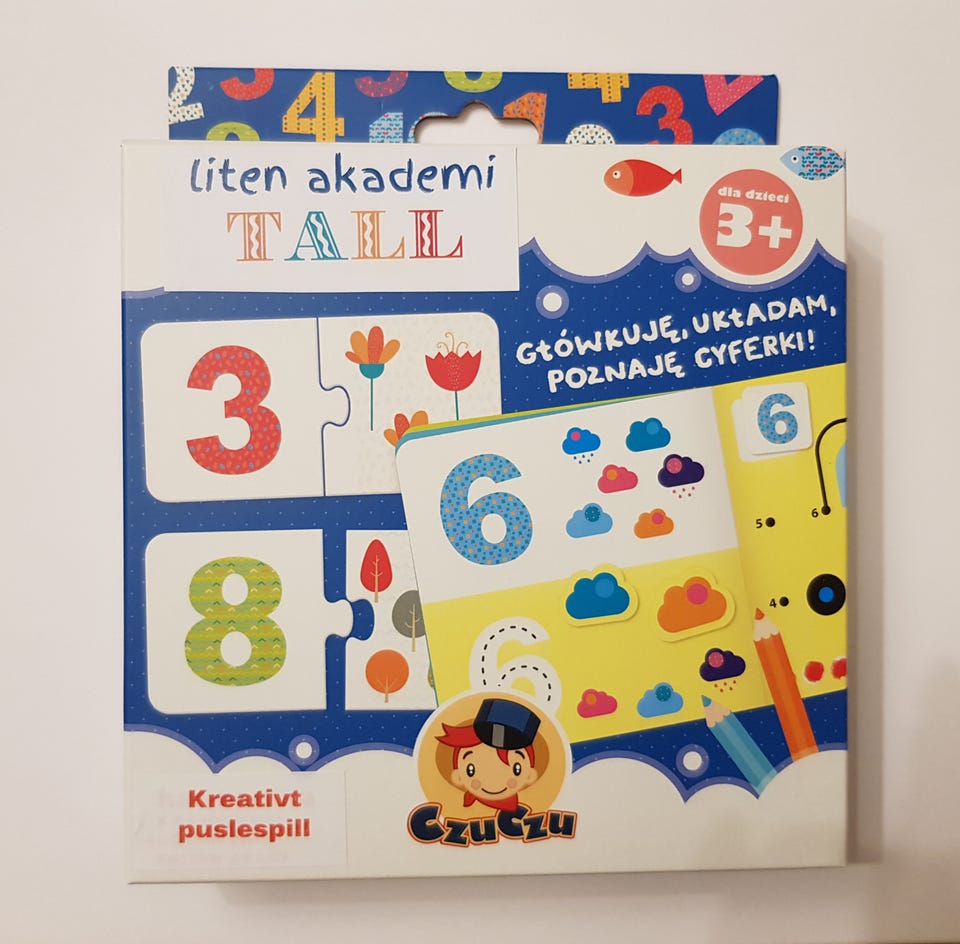 liten akademi
TALL
dla dzieci
3+
GŁÓWKUJĘ, UKŁADAM,
POZNAJĘ CYFERKI!
3
8
6
6
5
6
4
6
Kreativt
puslespill
CzuCzu